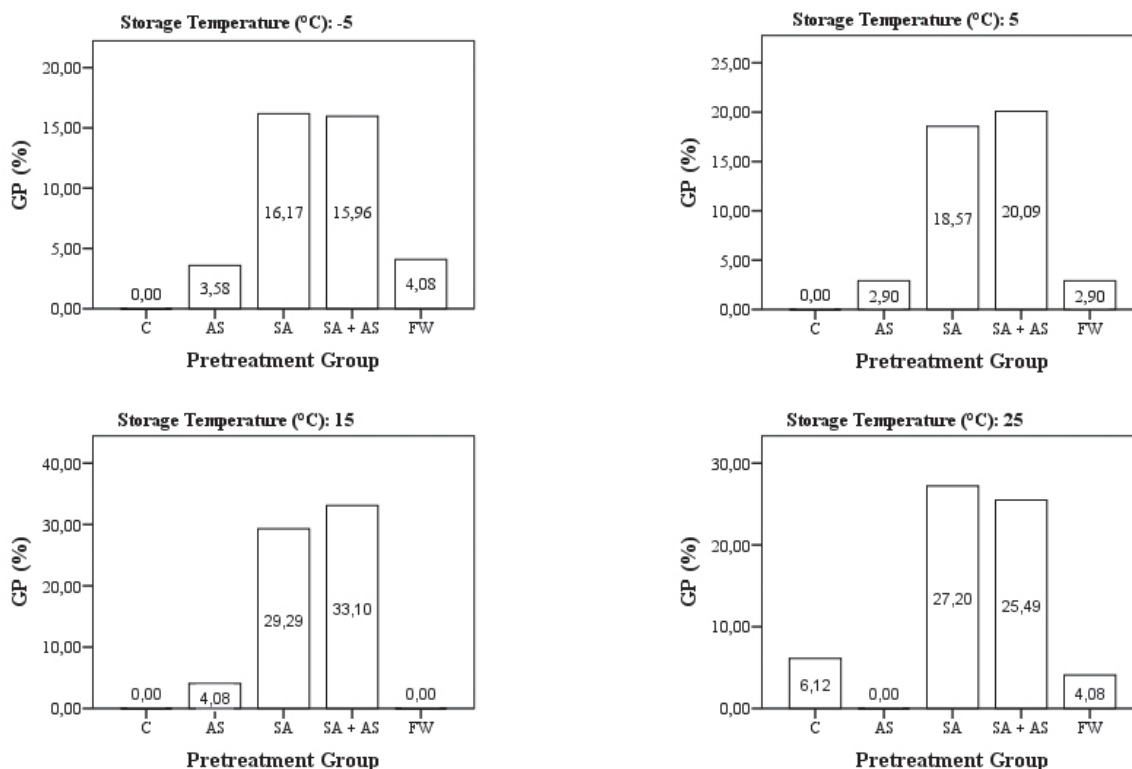 Storage Temperature (°C): -5
20,00
15,00
10,00
5,00
0,00
GP (%)
0,00
3,58
16,17
15,96
4,08
C AS SA SA + AS FW
Pretreatment Group
Storage Temperature (°C): 5
25,00
20,00
15,00
10,00
5,00
0,00
GP (%)
0,00
2,90
18,57
20,09
2,90
C AS SA SA + AS FW
Pretreatment Group
Storage Temperature (°C): 15
40,00
30,00
20,00
10,00
0,00
GP (%)
0,00
4,08
29,29
33,10
0,00
C AS SA SA + AS FW
Pretreatment Group
Storage Temperature (°C): 25
30,00
20,00
10,00
0,00
GP (%)
6,12
0,00
27,20
25,49
4,08
C AS SA SA + AS FW
Pretreatment Group